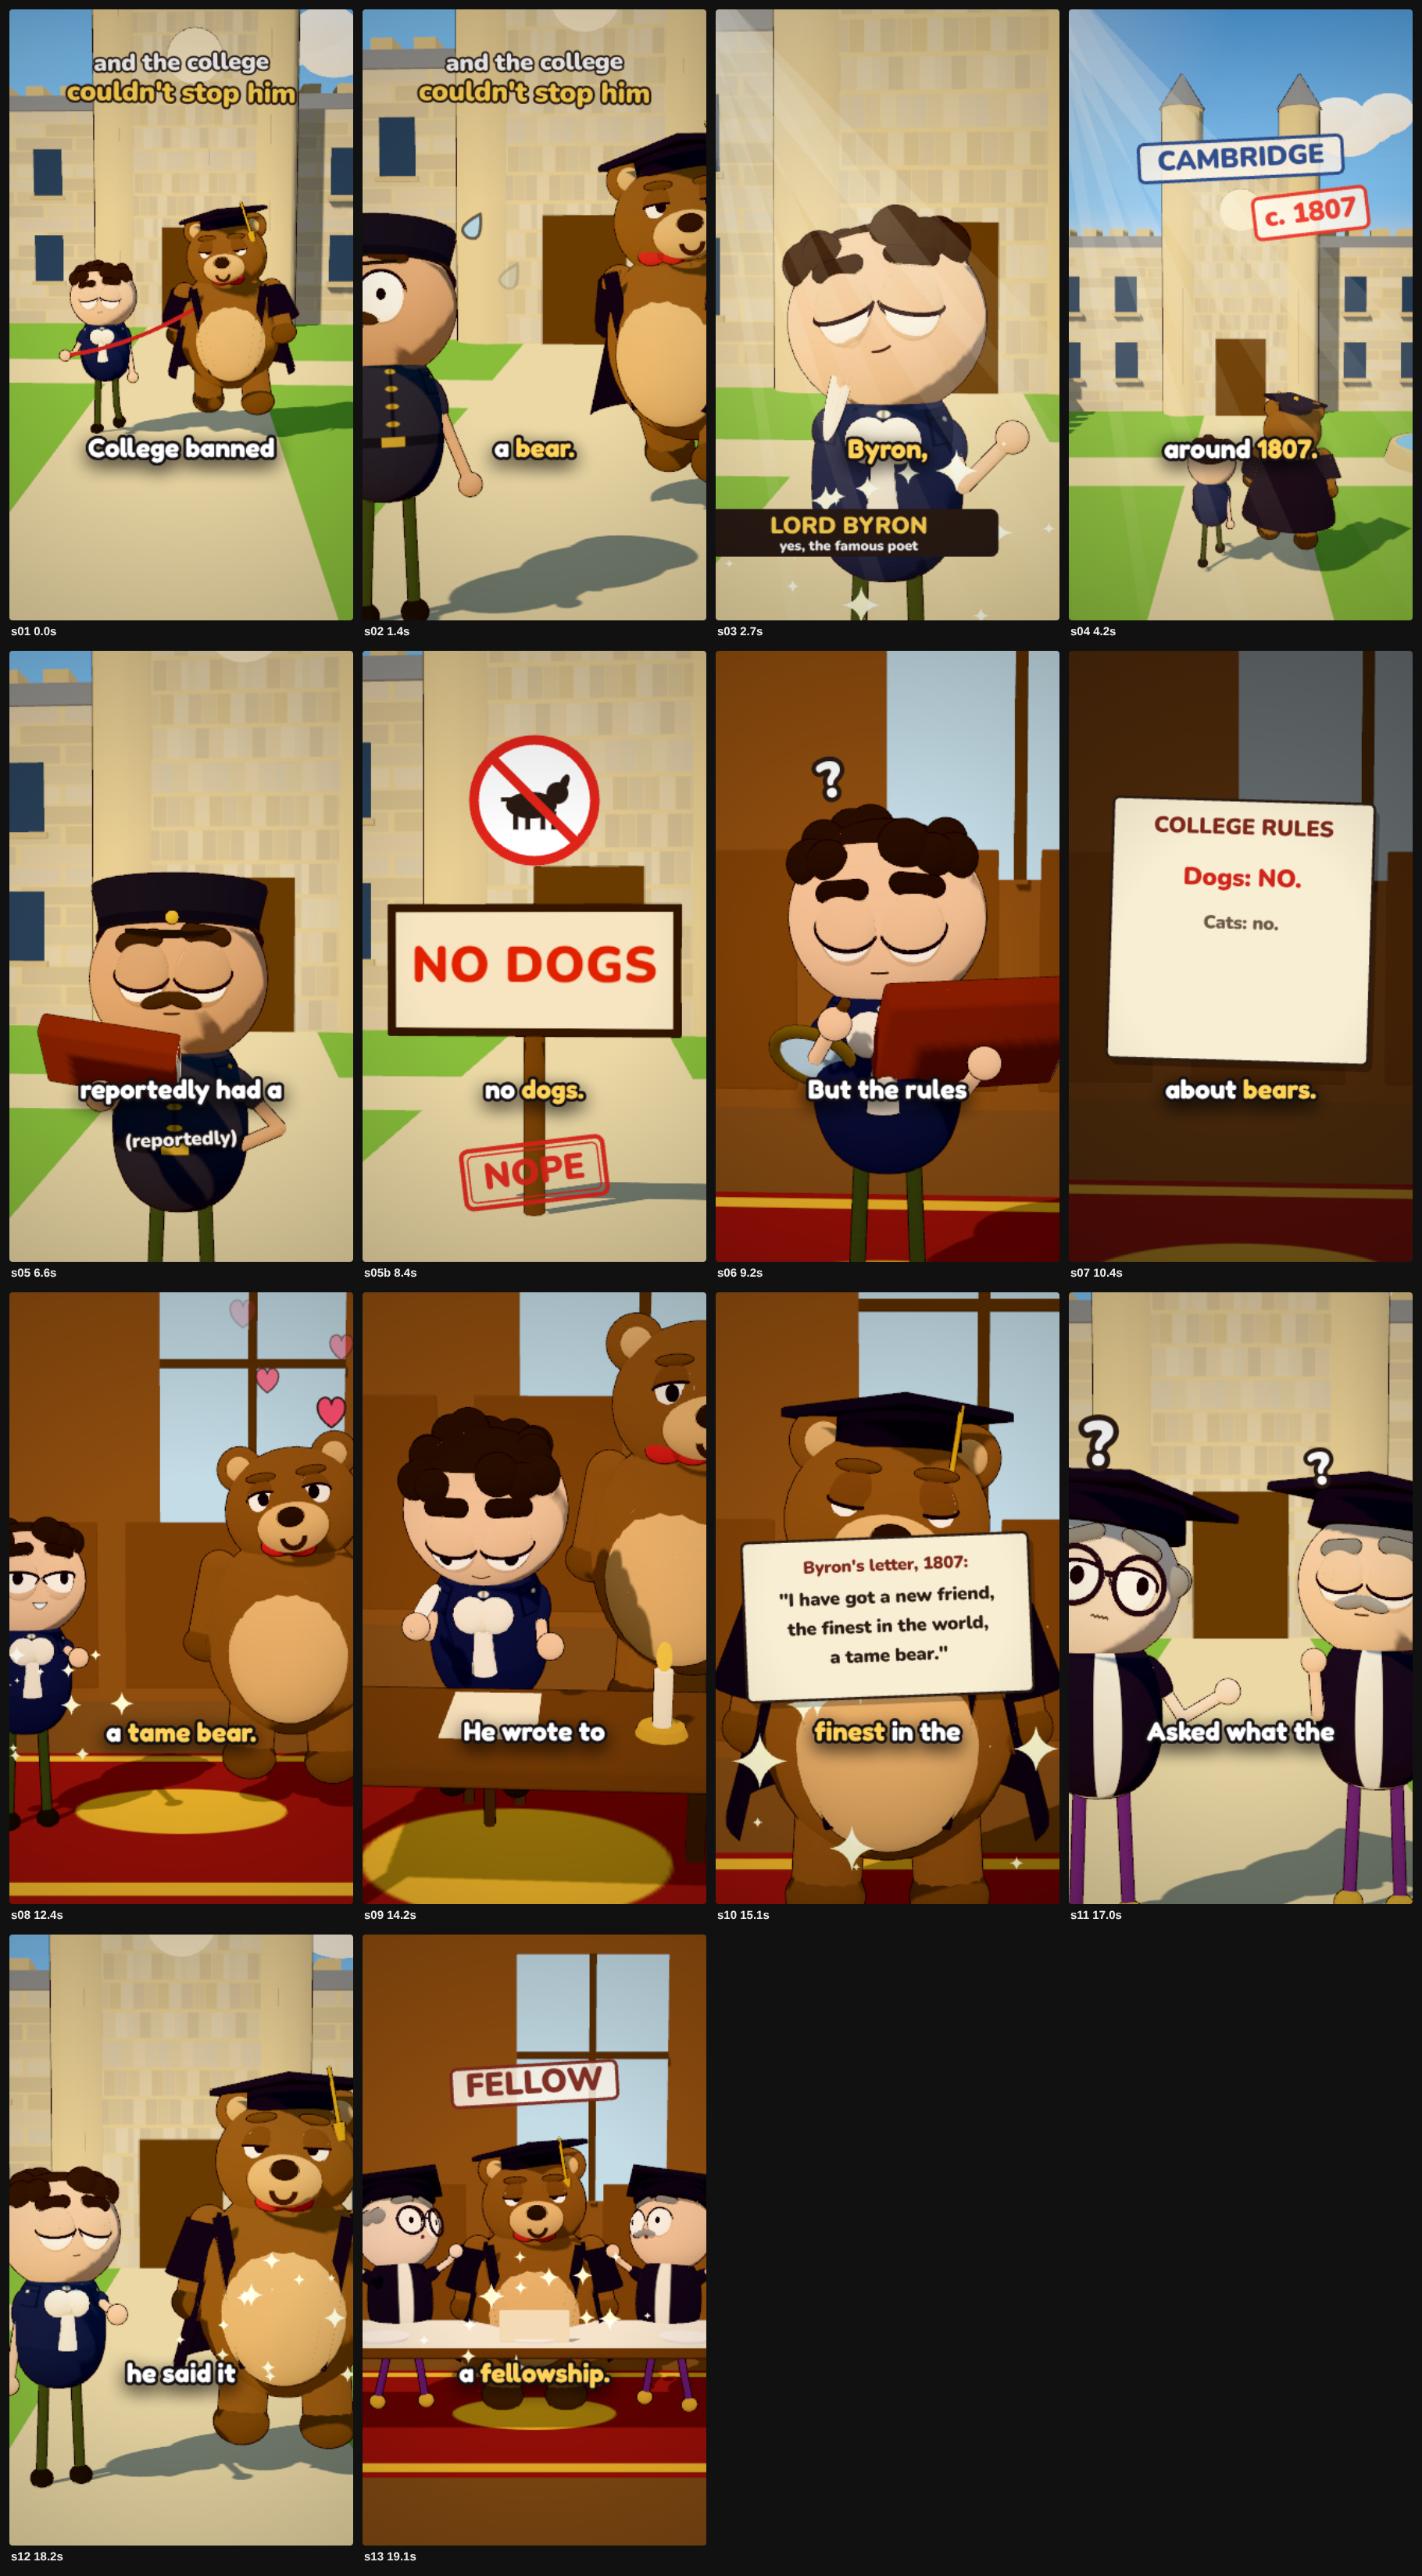 and the college
couldn't stop him
College banned
s01 0.0s
and the college
couldn't stop him
a bear.
s02 1.4s
Byron,
LORD BYRON
yes, the famous poet
s03 2.7s
CAMBRIDGE
c. 1807
around 1807.
s04 4.2s
reportedly had a
(reportedly)
s05 6.6s
NO DOGS
no dogs.
NOPE
s05b 8.4s
?
But the rules
s06 9.2s
COLLEGE RULES
Dogs: NO.
Cats: no.
about bears.
s07 10.4s
a tame bear.
s08 12.4s
He wrote to
s09 14.2s
Byron's letter, 1807:
"I have got a new friend,
the finest in the world,
a tame bear."
finest in the
s10 15.1s
?
?
Asked what the
s11 17.0s
he said it
s12 18.2s
FELLOW
a fellowship.
s13 19.1s